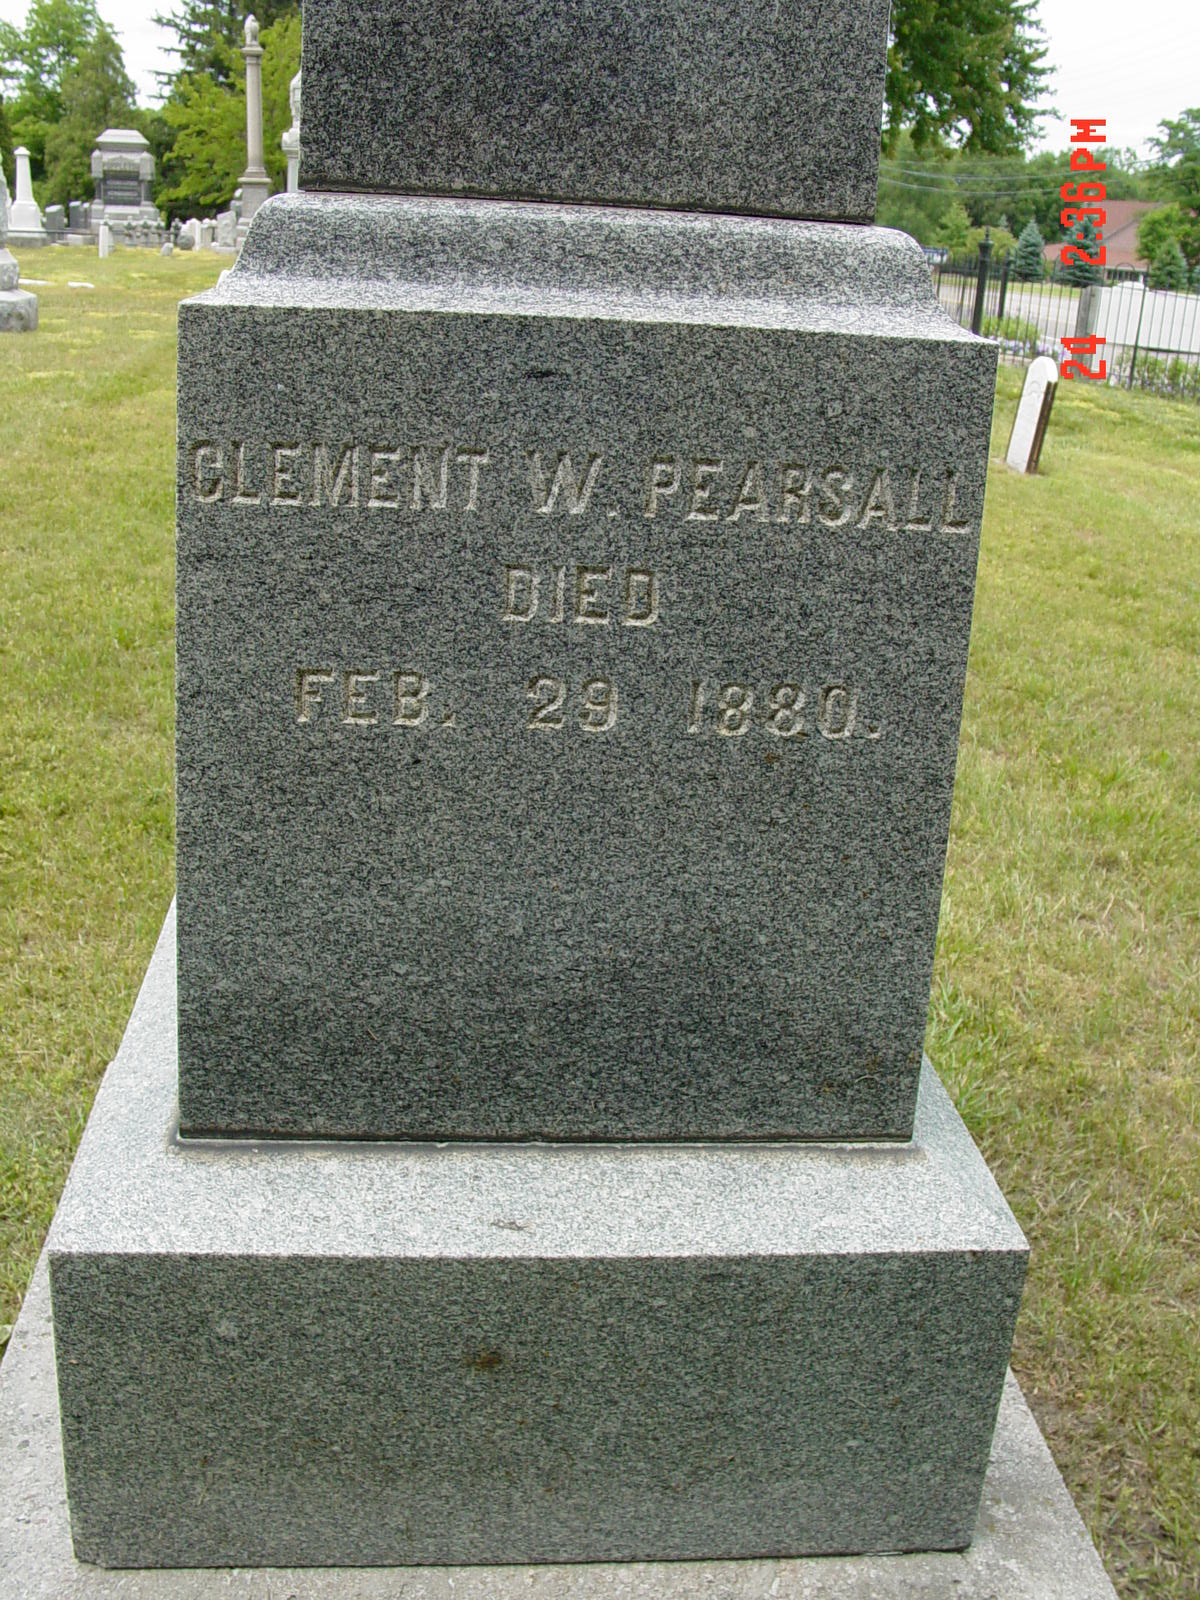 CLEMENT W. PEARSALL
DIED
FEB. 29 1880.
24 2:36PM